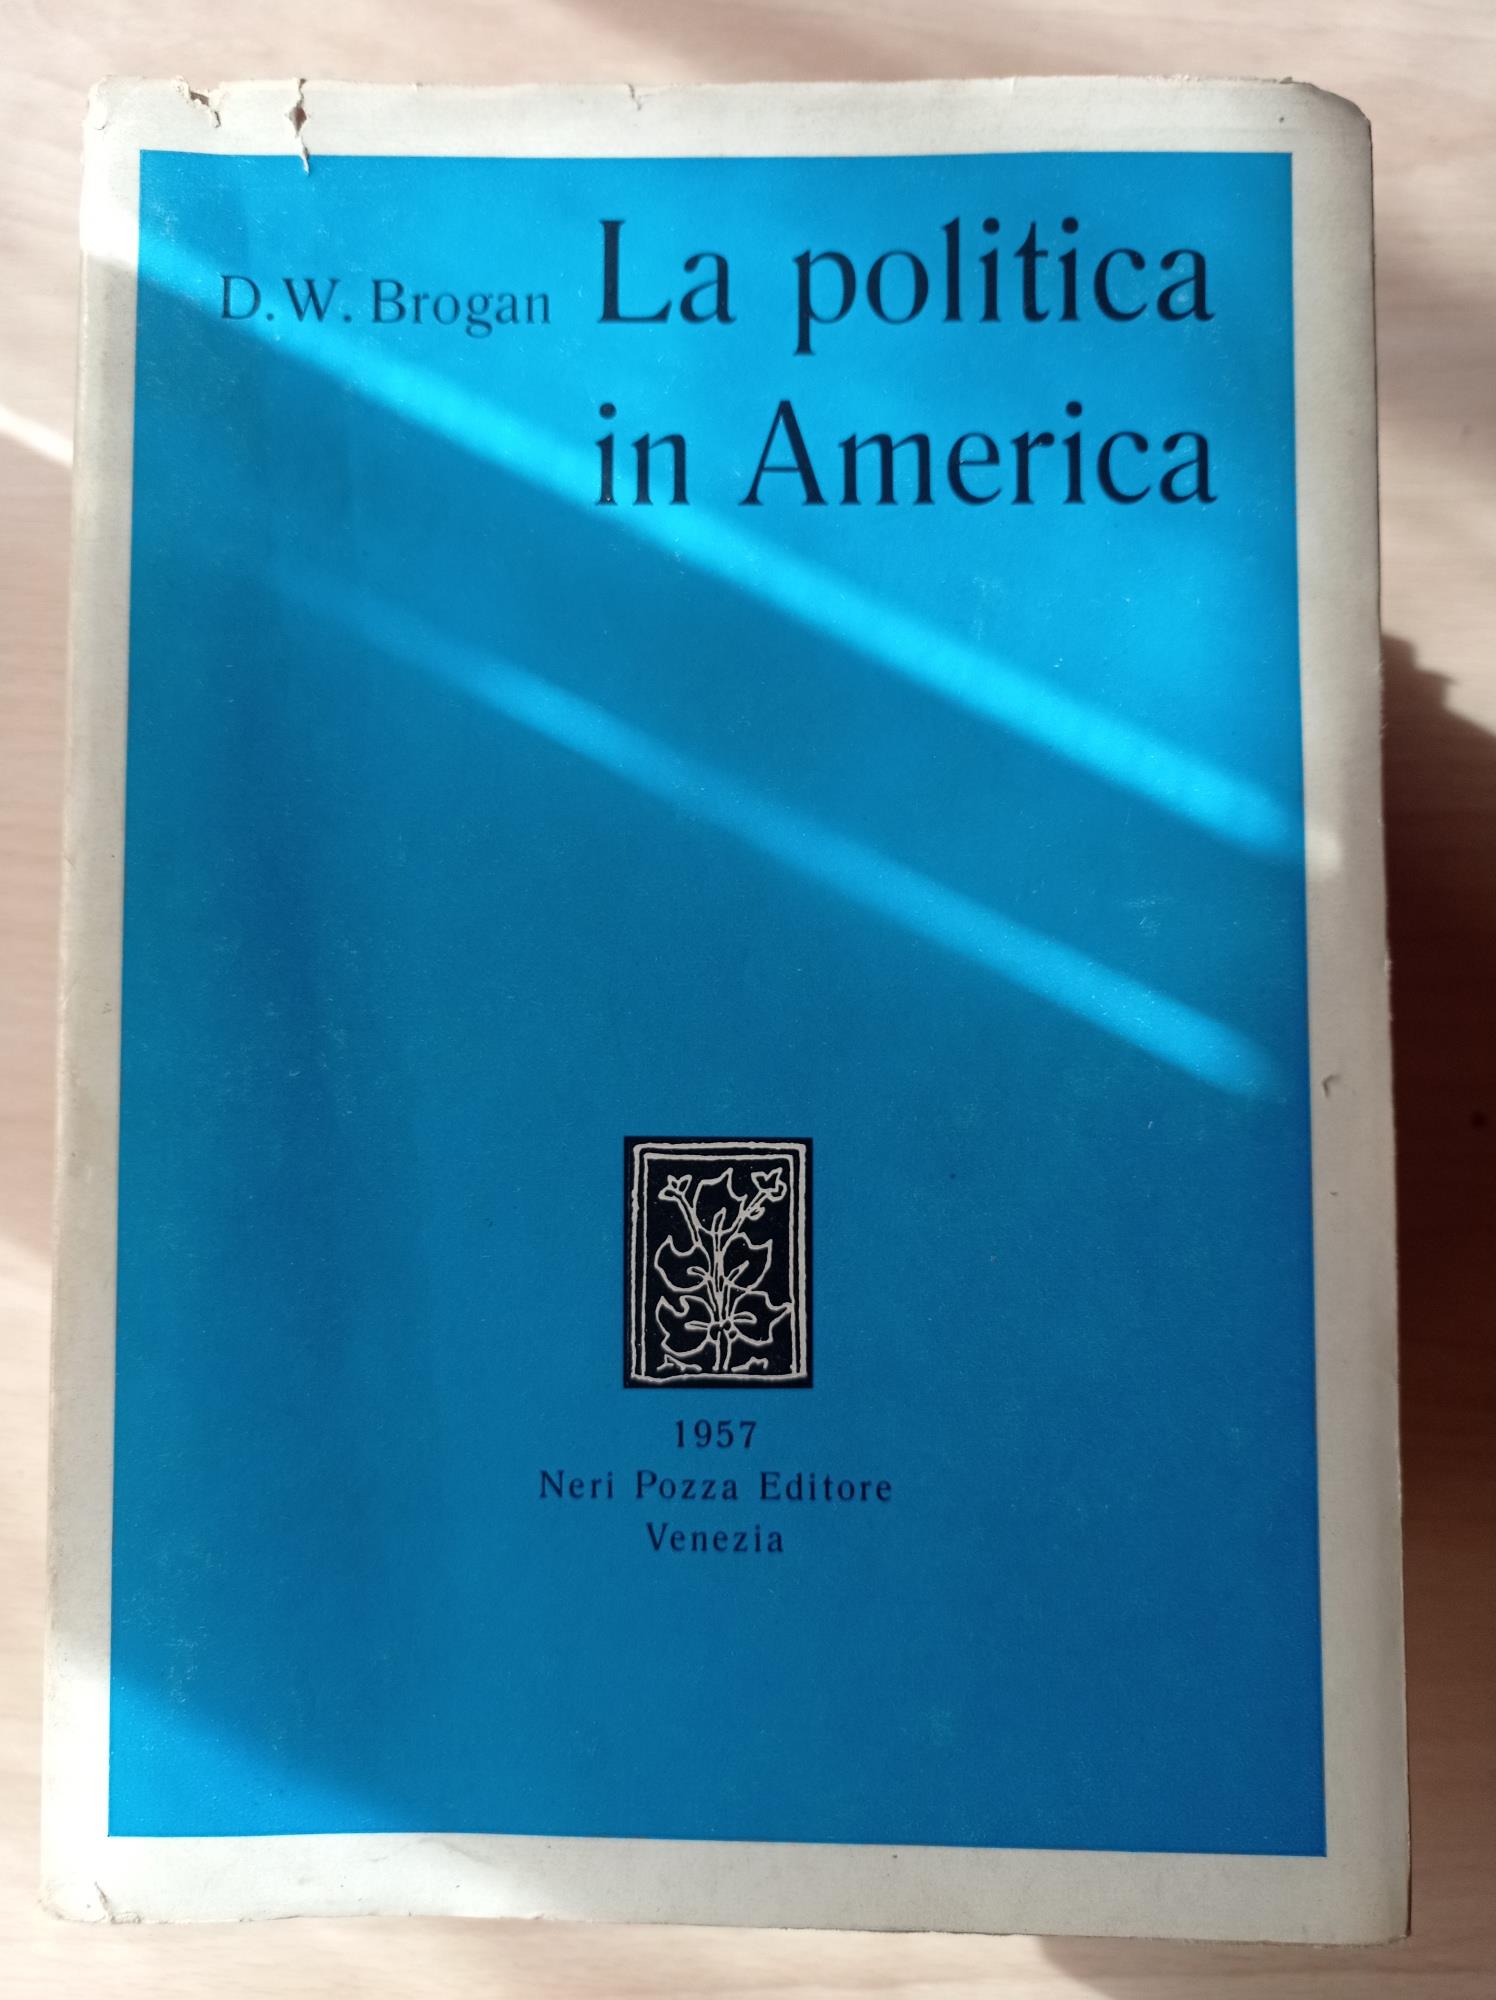 D.W. Brogan La politica
in America
1957
Neri Pozza Editore
Venezia